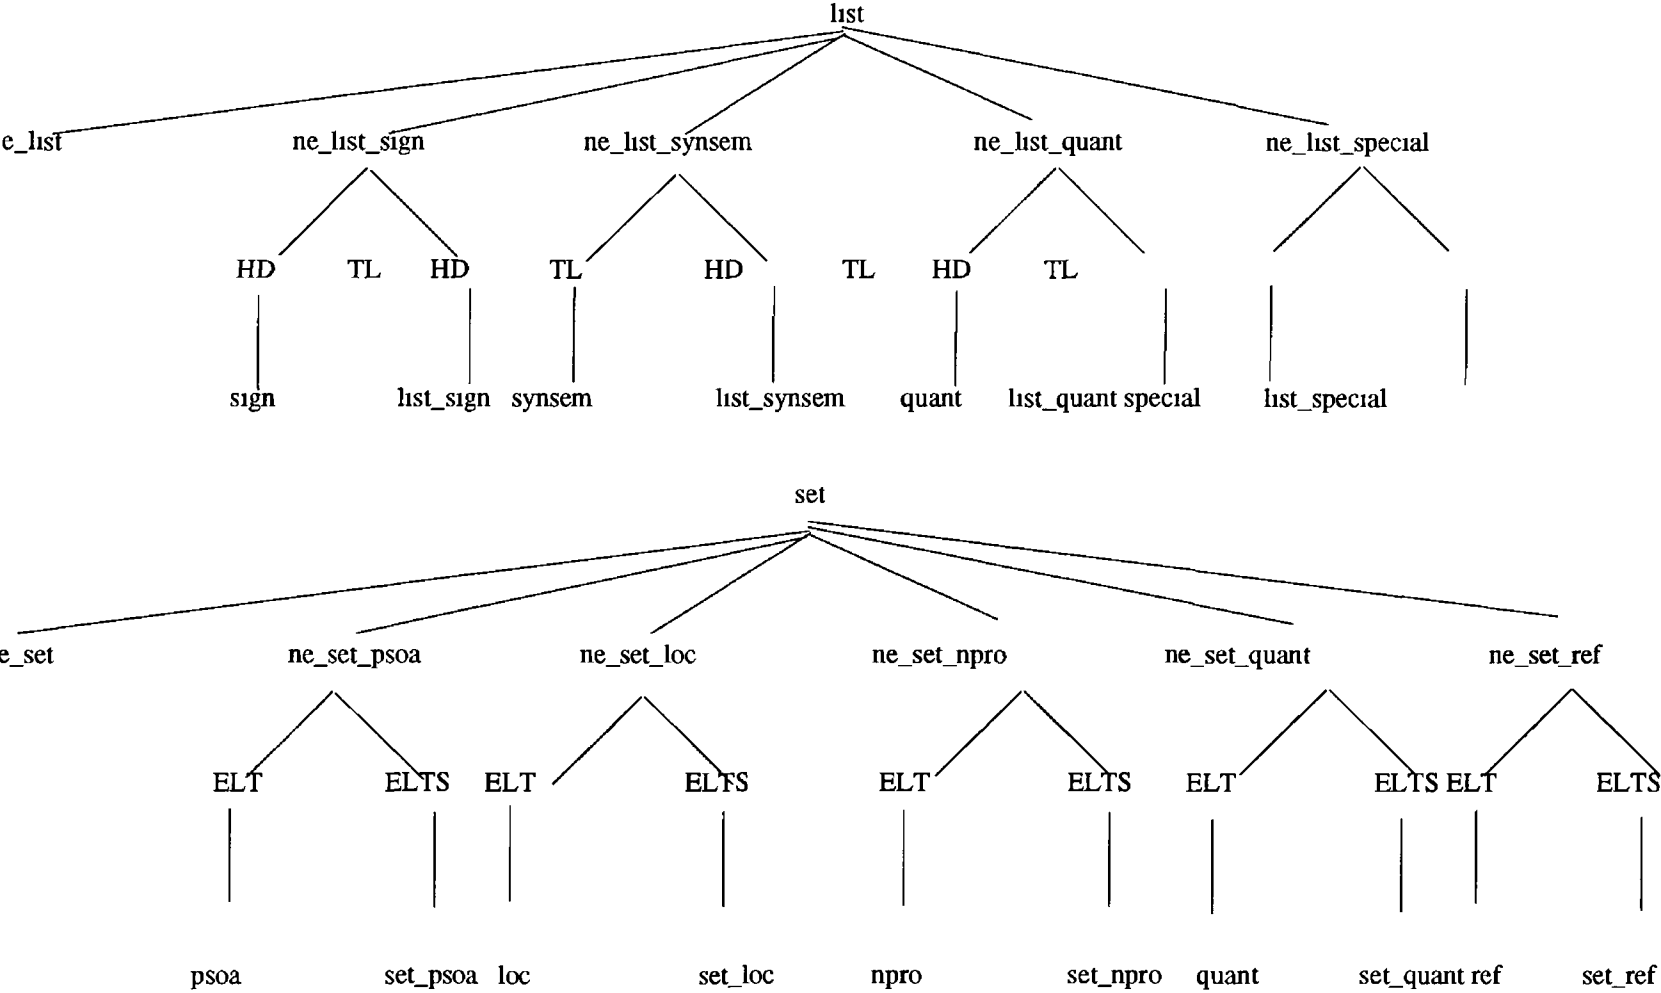 list
e_list ne_list_sign ne_list_synsem ne_list_quant ne_list_special
HD TL HD TL HD TL HD TL
sign list_sign synsem list_synsem quant list_quant special list_special
set
e_set ne_set_psoa ne_set_loc ne_set_npro ne_set_quant ne_set_ref
ELT ELTS ELT ELTS ELT ELTS ELT ELTS ELT ELTS
psoa set_psoa loc set_loc npro set_npro quant set_quant ref set_ref